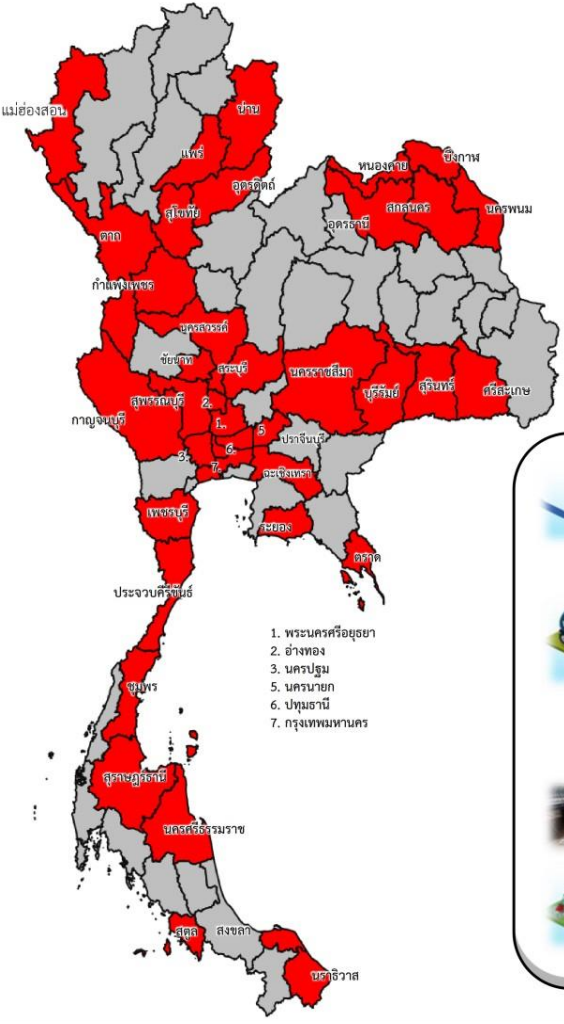 แม่ฮ่องสอน
น่าน
แพร่
อุตรดิตถ์
หนองคาย
บึงกาฬ
สุโขทัย
สกลนคร
นครพนม
อุดรธานี
ตาก
กำแพงเพชร
นครสวรรค์
ชัยนาท
สระบุรี
นครราชสีมา
สุพรรณบุรี
บุรีรัมย์
สุรินทร์
ศรีสะเกษ
2.
กาญจนบุรี
1.
5
ปราจีนบุรี
6.
3.
7.
ฉะเชิงเทรา
เพชรบุรี
ระยอง
ตราด
ประจวบคีรีขันธ์
1. พระนครศรีอยุธยา
2. อ่างทอง
3. นครปฐม
5. นครนายก
6. ปทุมธานี
7. กรุงเทพมหานคร
ชุมพร
สุราษฎร์ธานี
นครศรีธรรมราช
สตูล
สงขลา
นราธิวาส